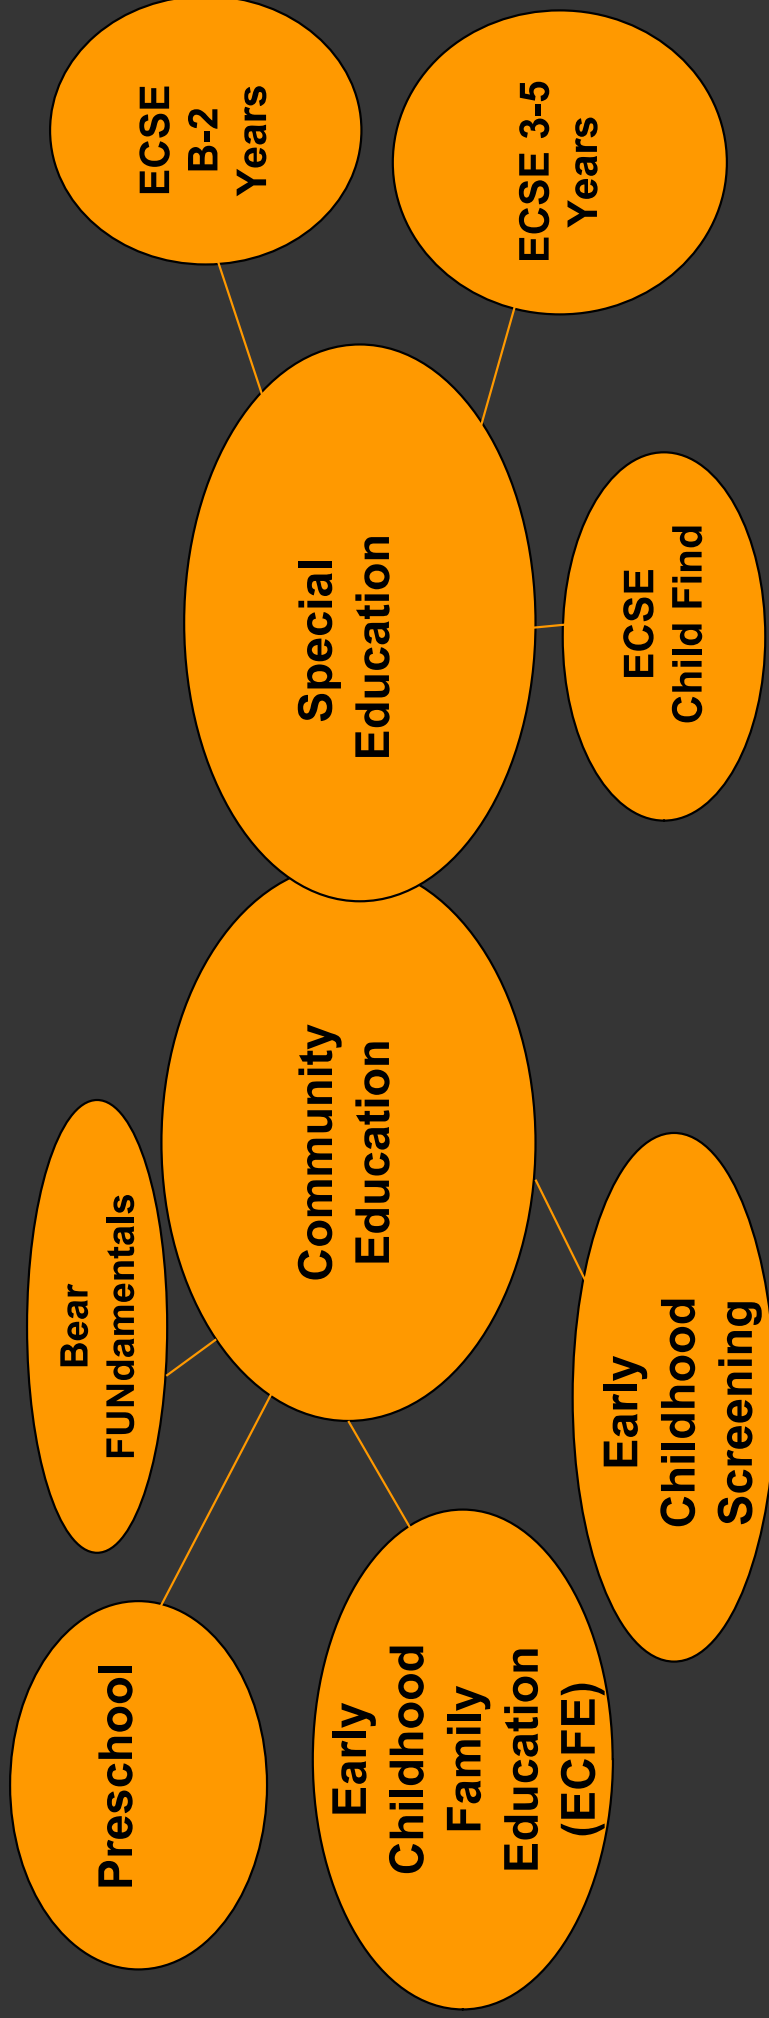 Bear
FUNdamentals
Preschool
Community
Education
Special
Education
ECSE
B-2
Years
ECSE 3-5
Years
Early
Childhood
Family
Education
(ECFE)
Early
Childhood
Screening
ECSE
Child Find